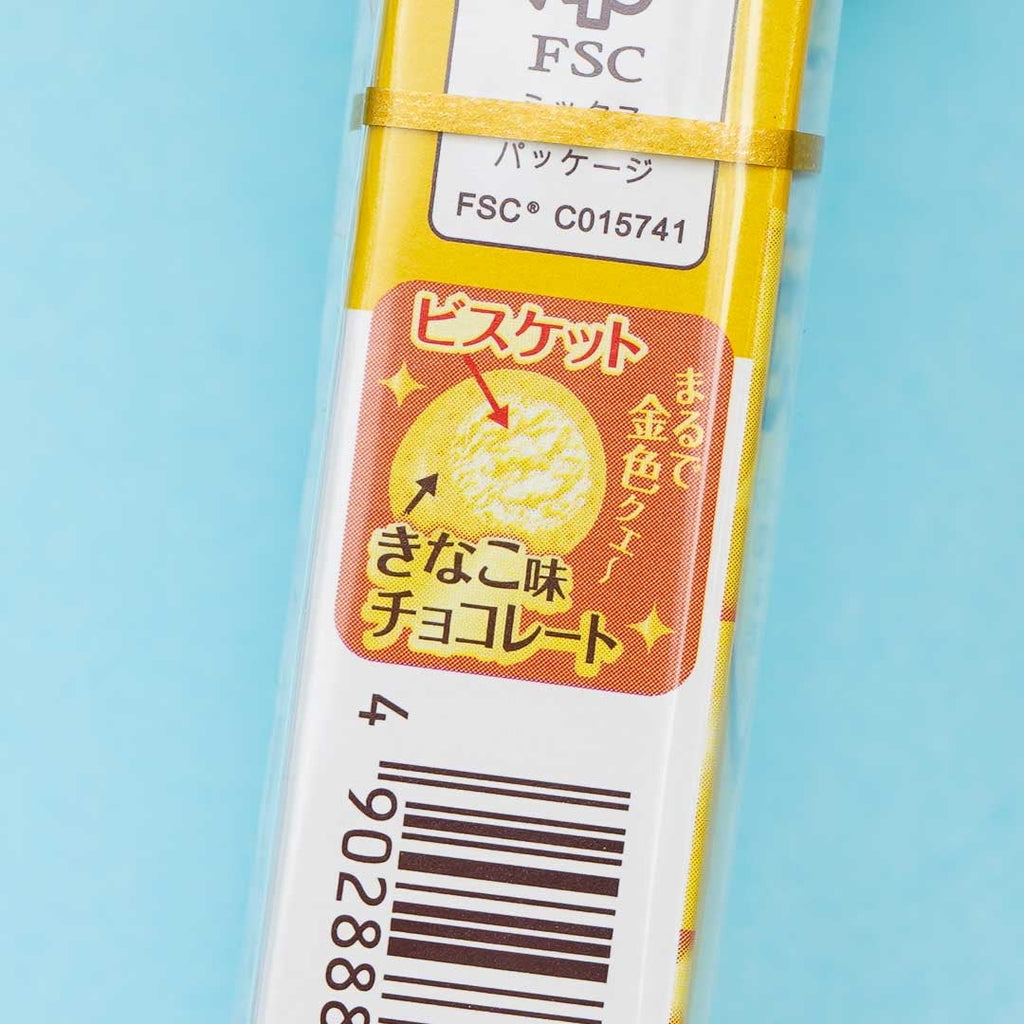 FSC
ミックス
パッケージ
FSC® C015741
ビスケット
まるで
金色クエ〜
きなこ味
チョコレート
4
902888